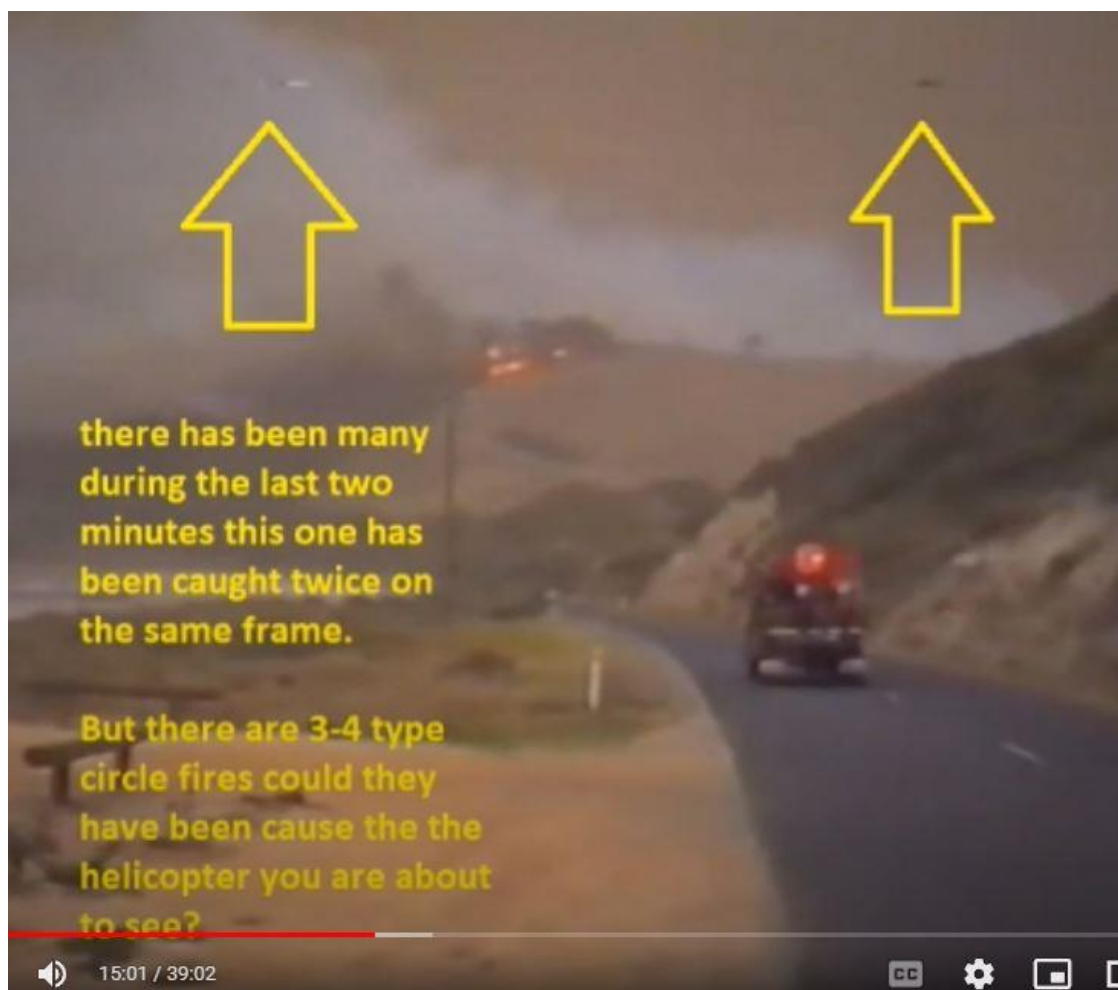 there has been many
during the last two
minutes this one has
been caught twice on
the same frame.
But there are 3-4 type
circle fires could they
have been cause the the
helicopter you are about
to see?
15:01 / 39:02
CC